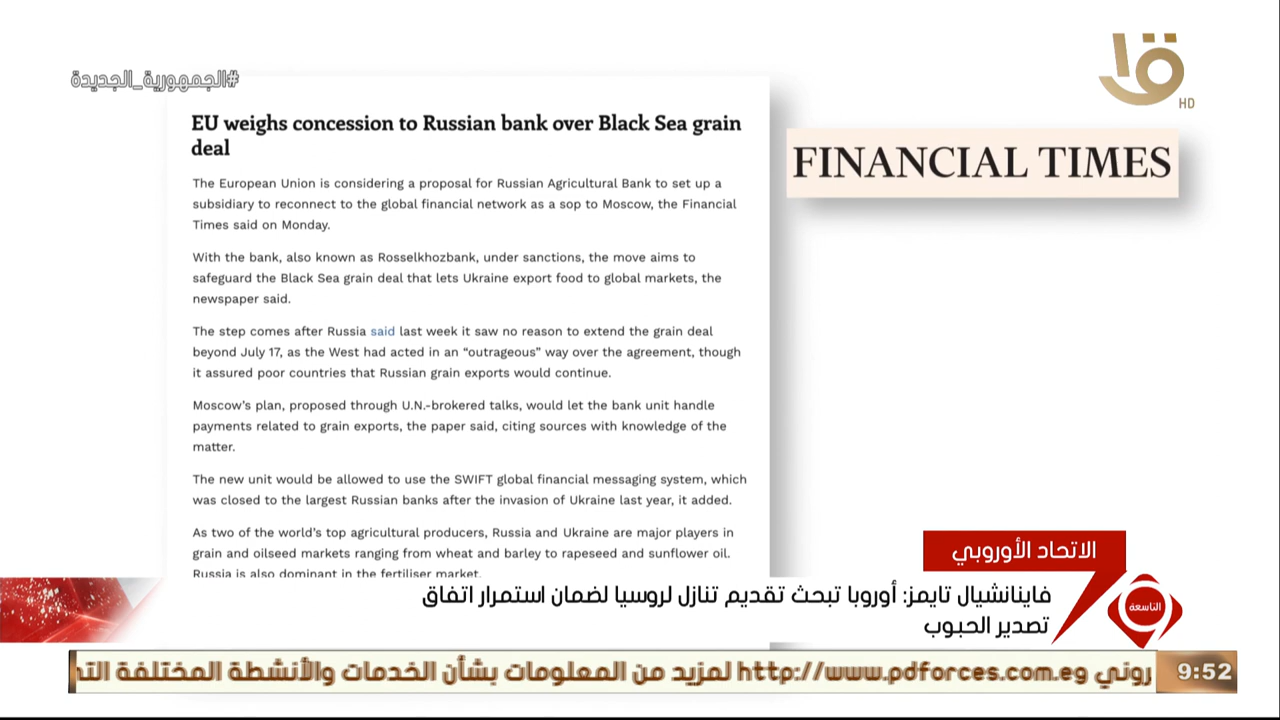 #الجمهورية_الجديدة
HD
FINANCIAL TIMES
EU weighs concession to Russian bank over Black Sea grain
deal
The European Union is considering a proposal for Russian Agricultural Bank to set up a
subsidiary to reconnect to the global financial network as a sop to Moscow, the Financial
Times said on Monday.
With the bank, also known as Rosselkhozbank, under sanctions, the move aims to
safeguard the Black Sea grain deal that lets Ukraine export food to global markets, the
newspaper said.
The step comes after Russia said last week it saw no reason to extend the grain deal
beyond July 17, as the West had acted in an “outrageous” way over the agreement, though
it assured poor countries that Russian grain exports would continue.
Moscow’s plan, proposed through U.N.-brokered talks, would let the bank unit handle
payments related to grain exports, the paper said, citing sources with knowledge of the
matter.
The new unit would be allowed to use the SWIFT global financial messaging system, which
was closed to the largest Russian banks after the invasion of Ukraine last year, it added.
As two of the world’s top agricultural producers, Russia and Ukraine are major players in
grain and oilseed markets ranging from wheat and barley to rapeseed and sunflower oil.
Russia is also dominant in the fertiliser market.
الاتحاد الأوروبي
فاينانشيال تايمز: أوروبا تبحث تقديم تنازل لروسيا لضمان استمرار اتفاق
تصدير الحبوب
التاسعة
روني http://www.pdforces.com.eg لمزيد من المعلومات بشأن الخدمات والأنشطة المختلفة الت
9:52